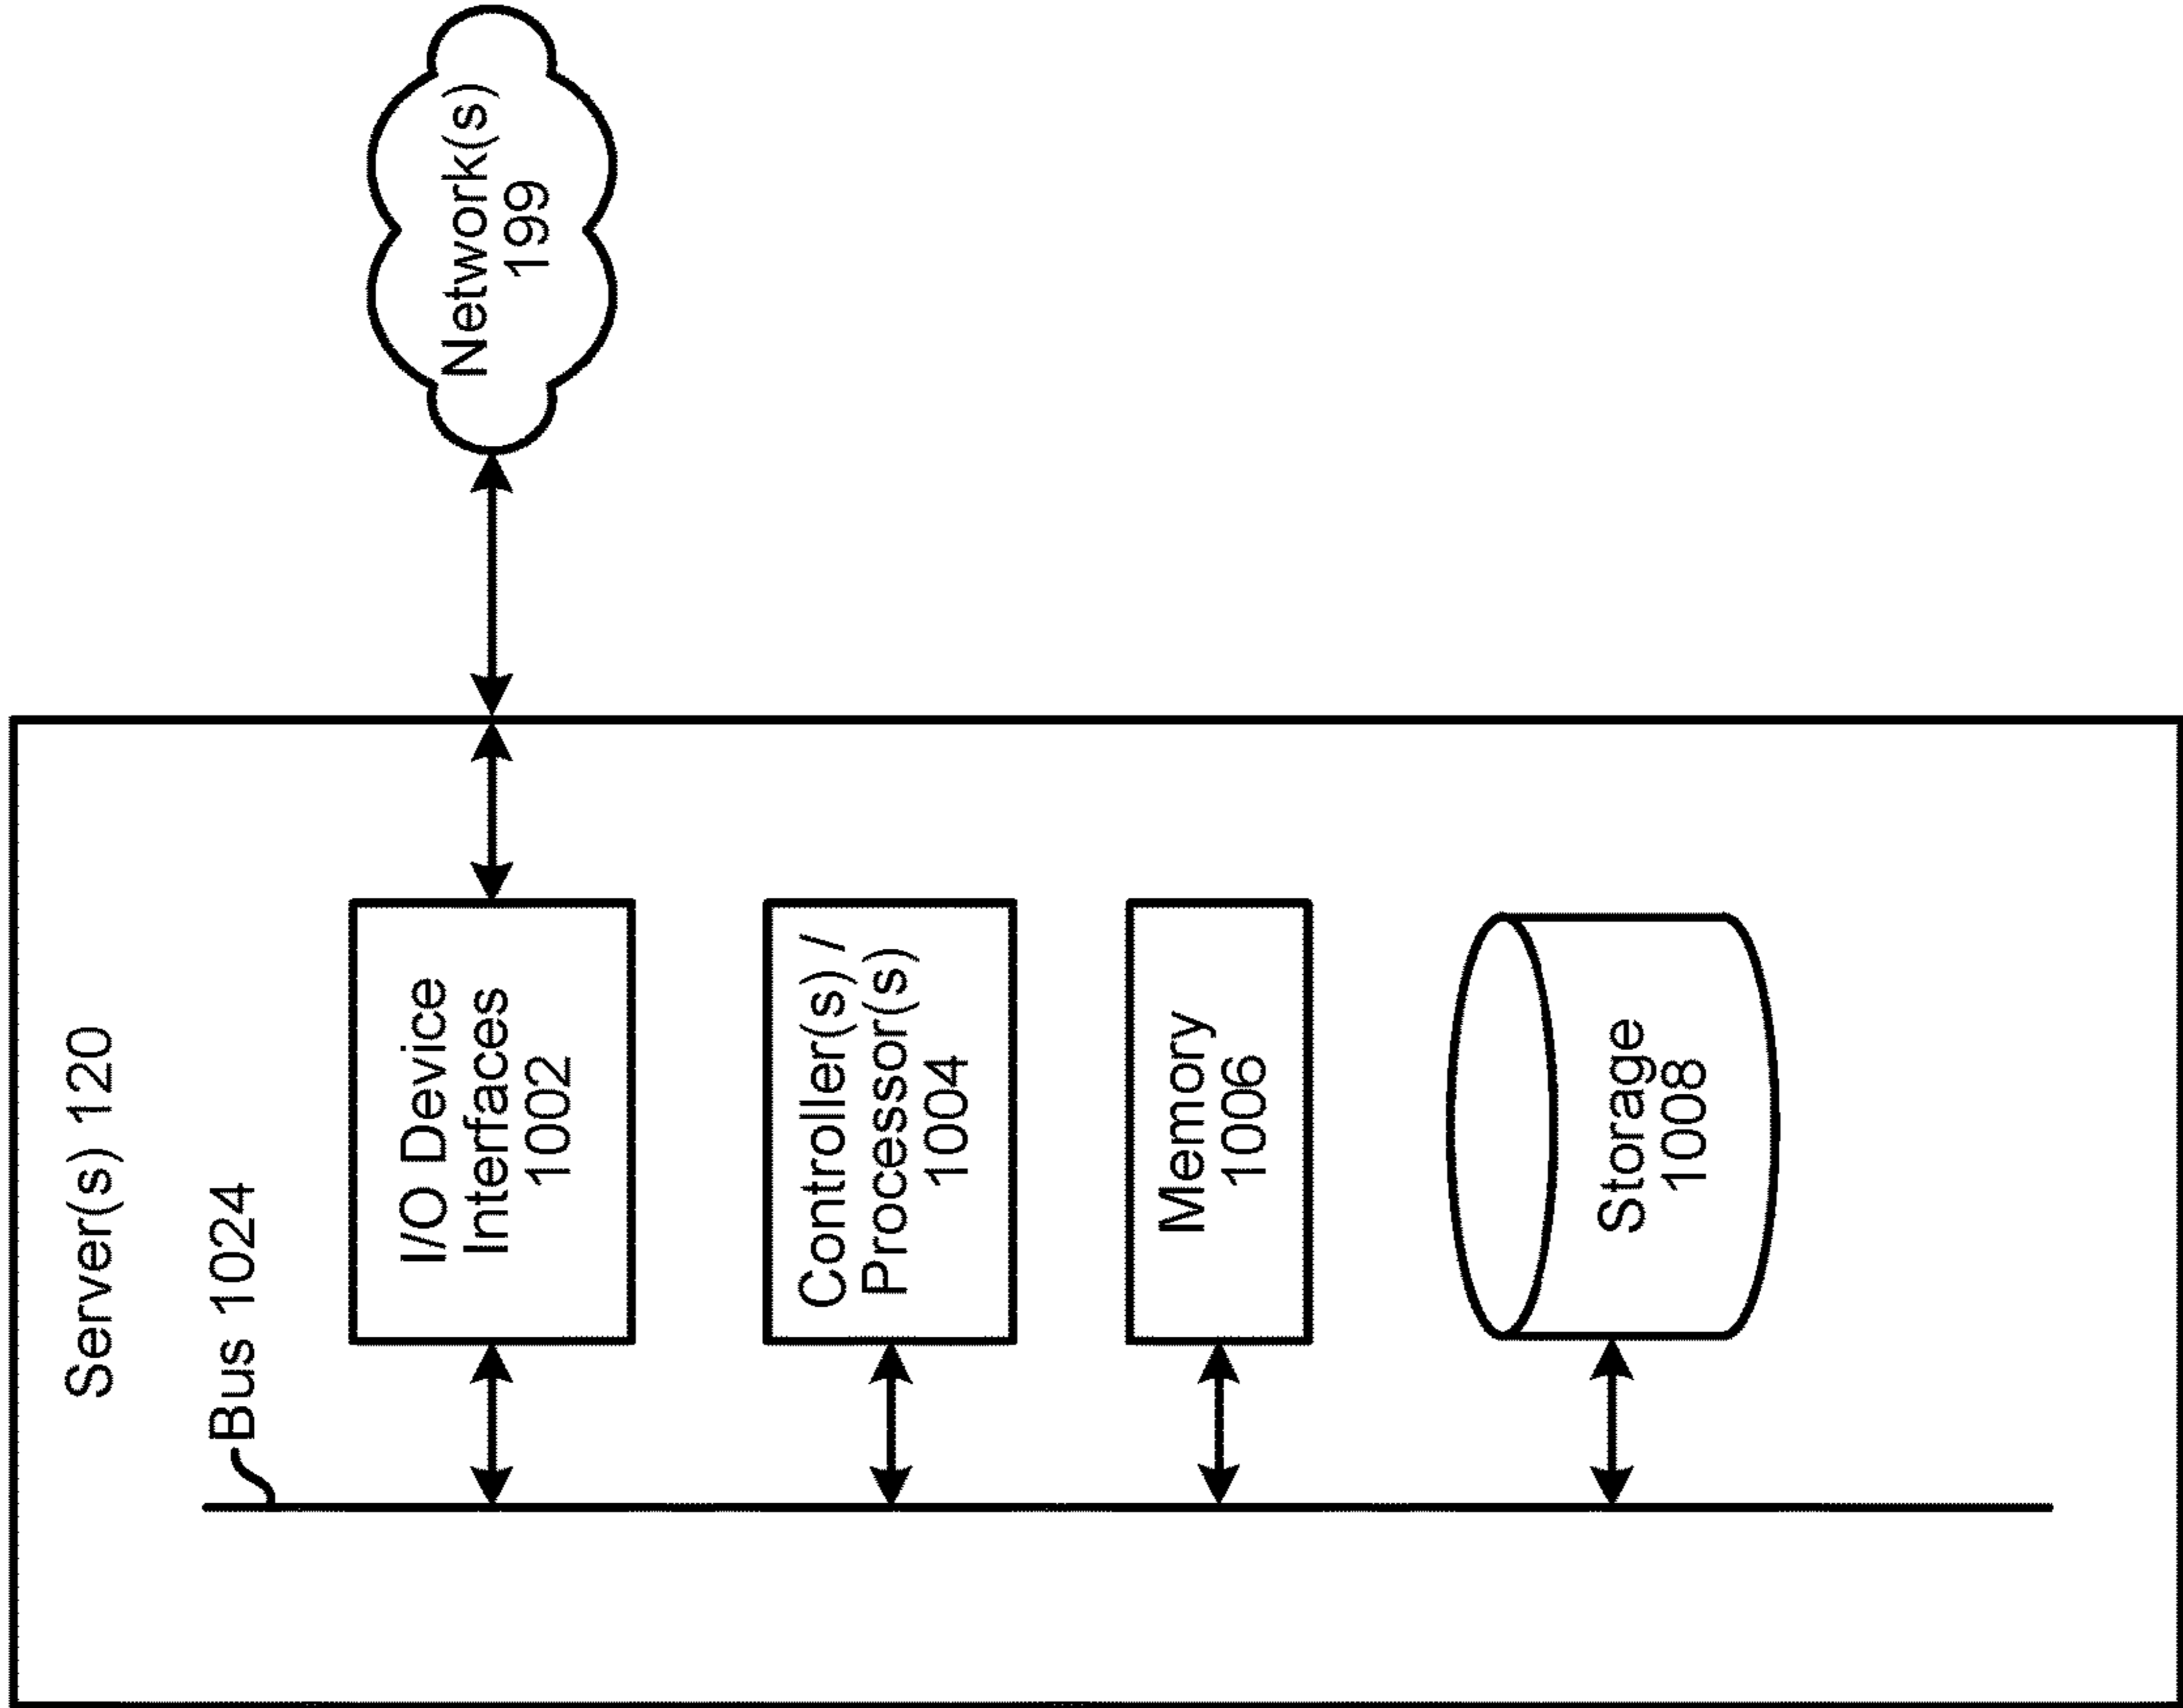 Server(s) 120
Bus 1024
I/O Device
Interfaces
1002
Controller(s) /
Processor(s)
1004
Memory
1006
Storage
1008
Network(s)
199